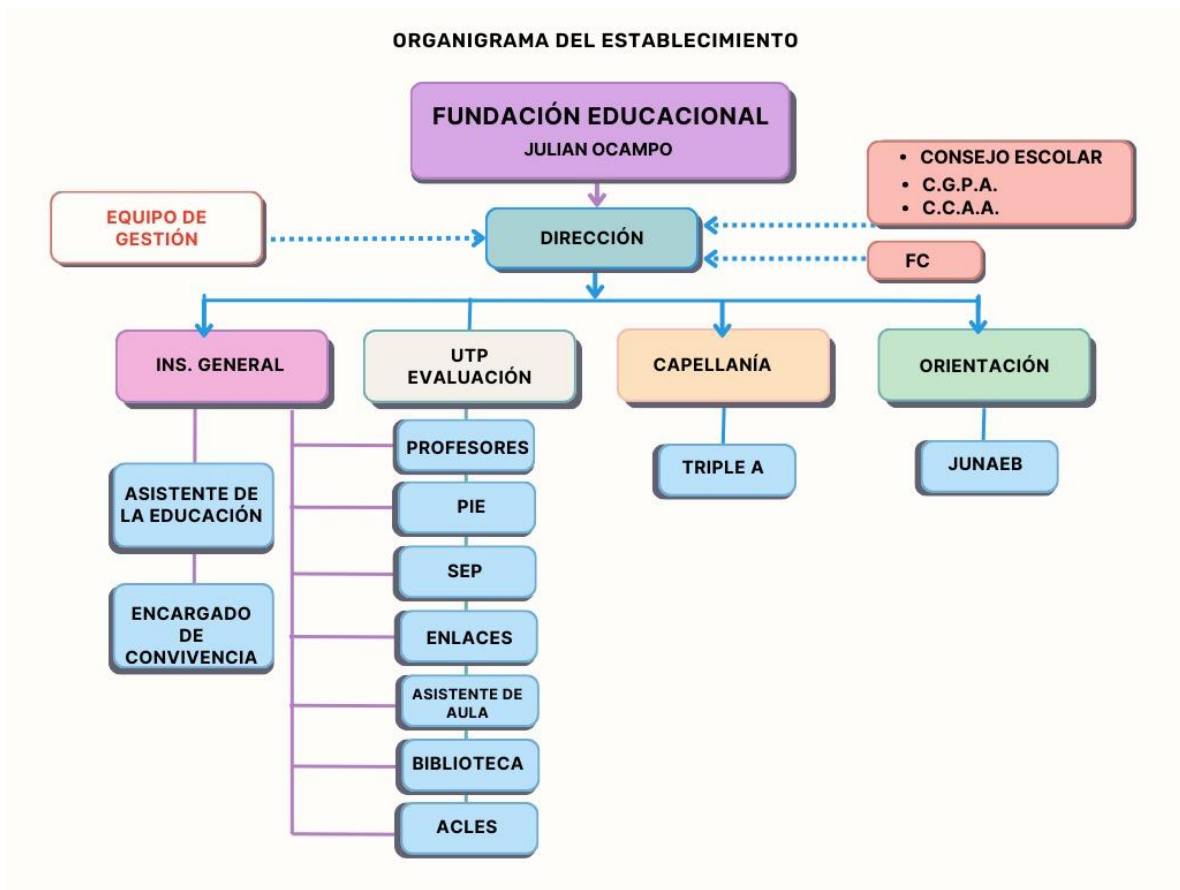 ORGANIGRAMA DEL ESTABLECIMIENTO
FUNDACIÓN EDUCACIONAL
JULIAN OCAMPO
• CONSEJO ESCOLAR
• C.G.P.A.
• C.C.A.A.
EQUIPO DE
GESTIÓN
DIRECCIÓN
FC
INS. GENERAL
UTP
EVALUACIÓN
CAPELLANÍA
ORIENTACIÓN
PROFESORES
TRIPLE A
JUNAEB
ASISTENTE DE
LA EDUCACIÓN
PIE
SEP
ENCARGADO
DE
CONVIVENCIA
ENLACES
ASISTENTE DE
AULA
BIBLIOTECA
ACLES